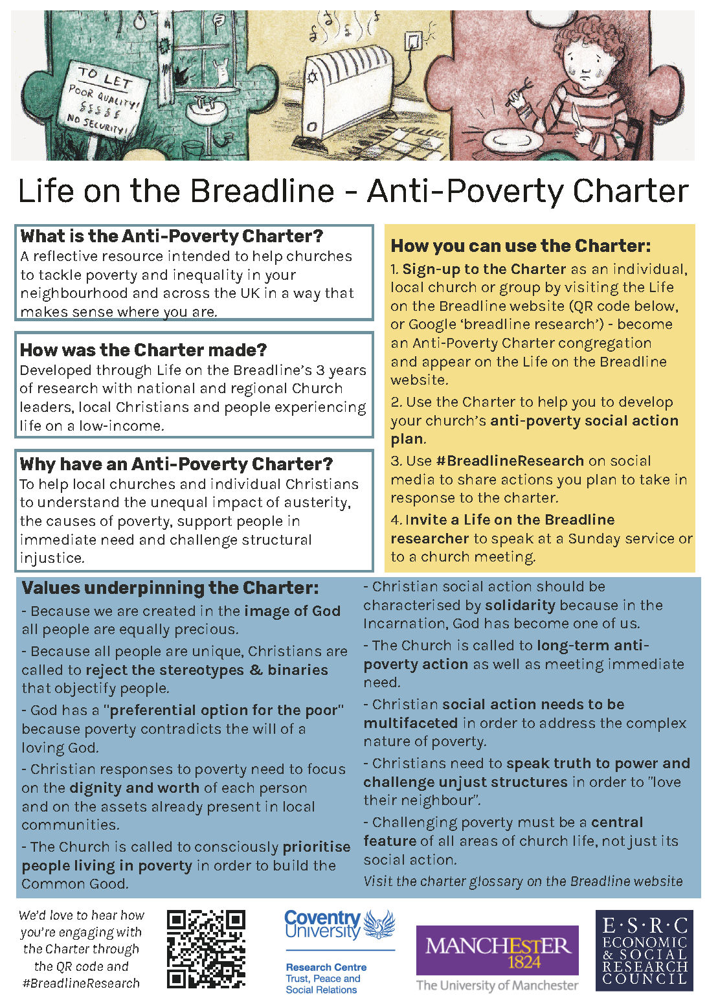 TO LET
POOR QUALITY!
§§§§§
NO SECURITY!
Life on the Breadline - Anti-Poverty Charter
What is the Anti-Poverty Charter?
A reflective resource intended to help churches
to tackle poverty and inequality in your
neighbourhood and across the UK in a way that
makes sense where you are.
How was the Charter made?
Developed through Life on the Breadline's 3 years
of research with national and regional Church
leaders, local Christians and people experiencing
life on a low-income.
Why have an Anti-Poverty Charter?
To help local churches and individual Christians
to understand the unequal impact of austerity,
the causes of poverty, support people in
immediate need and challenge structural
injustice.
How you can use the Charter:
1. Sign-up to the Charter as an individual,
local church or group by visiting the Life
on the Breadline website (QR code below,
or Google ‘breadline research’) - become
an Anti-Poverty Charter congregation
and appear on the Life on the Breadline
website.
2. Use the Charter to help you to develop
your church’s anti-poverty social action
plan.
3. Use #BreadlineResearch on social
media to share actions you plan to take in
response to the charter.
4. Invite a Life on the Breadline
researcher to speak at a Sunday service or
to a church meeting.
Values underpinning the Charter:
- Because we are created in the image of God
all people are equally precious.
- Because all people are unique, Christians are
called to reject the stereotypes & binaries
that objectify people.
- God has a "preferential option for the poor"
because poverty contradicts the will of a
loving God.
- Christian responses to poverty need to focus
on the dignity and worth of each person
and on the assets already present in local
communities.
- The Church is called to consciously prioritise
people living in poverty in order to build the
Common Good.
- Christian social action should be
characterised by solidarity because in the
Incarnation, God has become one of us.
- The Church is called to long-term anti-
poverty action as well as meeting immediate
need.
- Christian social action needs to be
multifaceted in order to address the complex
nature of poverty.
- Christians need to speak truth to power and
challenge unjust structures in order to "love
their neighbour".
- Challenging poverty must be a central
feature of all areas of church life, not just its
social action.
Visit the charter glossary on the Breadline website
We’d love to hear how
you’re engaging with
the Charter through
the QR code and
#BreadlineResearch
Coventry
University
Research Centre
Trust, Peace and
Social Relations
MANCHESTER
1824
The University of Manchester
E·S·R·C
ECONOMIC
& SOCIAL
RESEARCH
COUNCIL